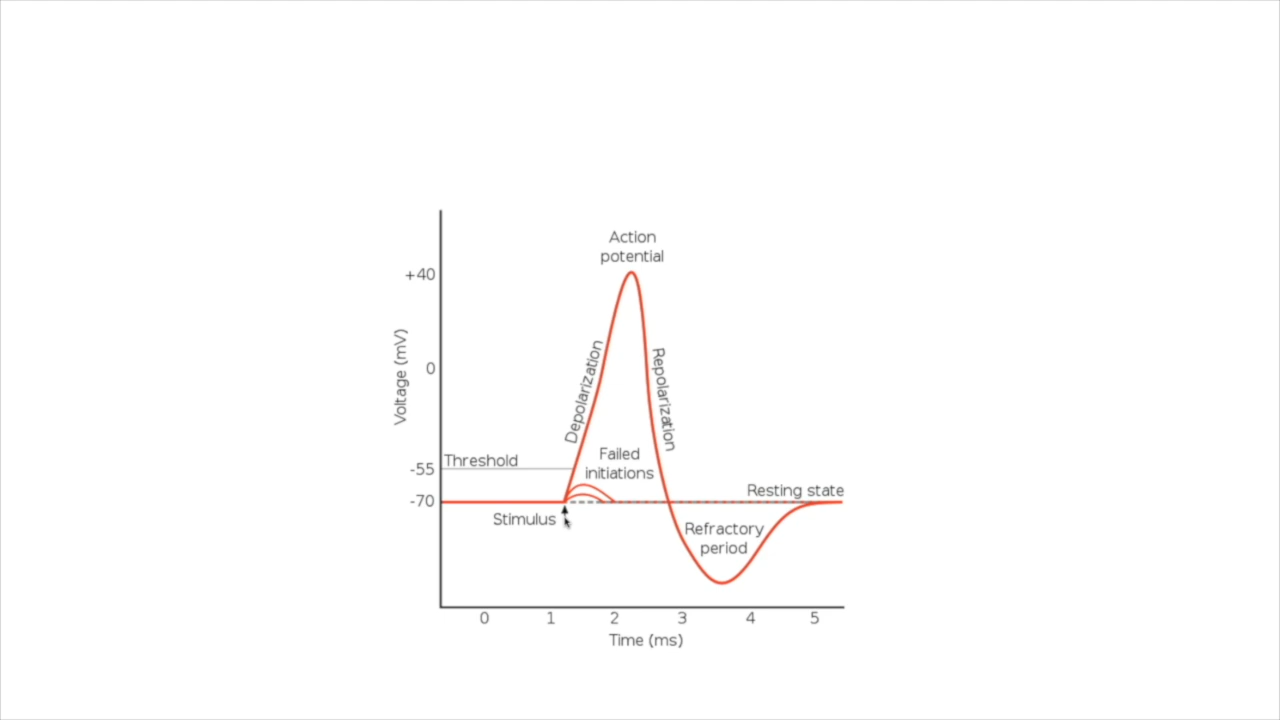 Action
potential
+40
Voltage (mV)
0
Depolarization
Repolarization
Failed
initiations
Threshold
-55
-70
Resting state
Stimulus
Refractory
period
0 1 2 3 4 5
Time (ms)